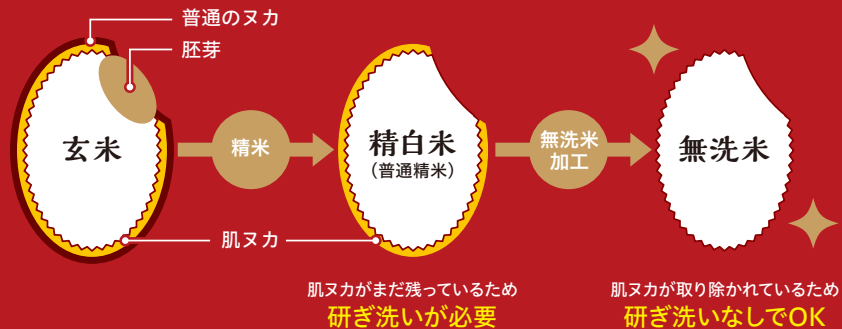 普通のヌカ
胚芽
玄米
精米
精白米
(普通精米)
無洗米
加工
無洗米
肌ヌカ
肌ヌカがまだ残っているため
研ぎ洗いが必要
肌ヌカが取り除かれているため
研ぎ洗いなしでOK